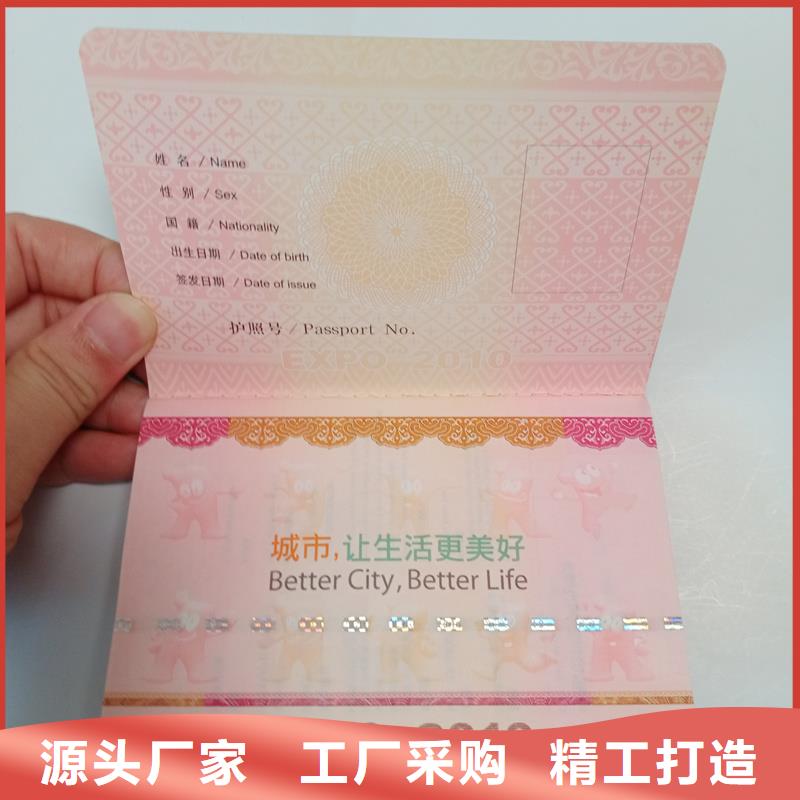 姓名 / Name
性别 / Sex
国籍 / Nationality
出生日期 / Date of birth
签发日期 / Date of issue
护照号 / Passport No.
EXPO 2010
城市,让生活更美好
Better City, Better Life
源头厂家 工厂采购 精工打造